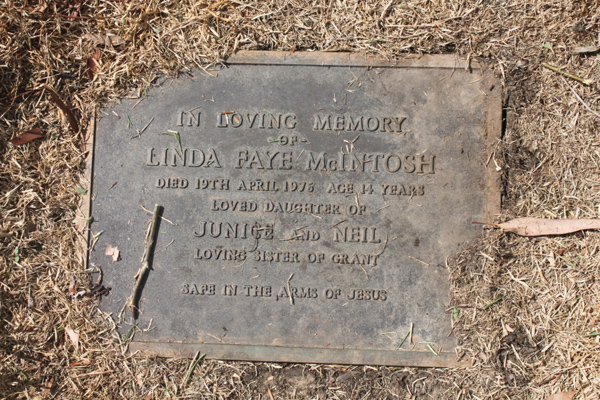 IN LOVING MEMORY
-OF-
LINDA FAYE McINTOSH
DIED 19TH APRIL 1975 AGE 14 YEARS
LOVED DAUGHTER OF
JUNICE AND NEIL
LOVING SISTER OF GRANT
SAFE IN THE ARMS OF JESUS